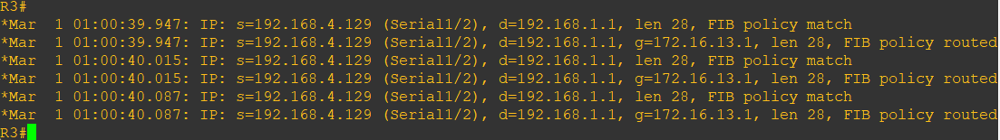 R3#
*Mar  1 01:00:39.947: IP: s=192.168.4.129 (Serial1/2), d=192.168.1.1, len 28, FIB policy match
*Mar  1 01:00:39.947: IP: s=192.168.4.129 (Serial1/2), d=192.168.1.1, g=172.16.13.1, len 28, FIB policy routed
*Mar  1 01:00:40.015: IP: s=192.168.4.129 (Serial1/2), d=192.168.1.1, len 28, FIB policy match
*Mar  1 01:00:40.015: IP: s=192.168.4.129 (Serial1/2), d=192.168.1.1, g=172.16.13.1, len 28, FIB policy routed
*Mar  1 01:00:40.087: IP: s=192.168.4.129 (Serial1/2), d=192.168.1.1, len 28, FIB policy match
*Mar  1 01:00:40.087: IP: s=192.168.4.129 (Serial1/2), d=192.168.1.1, g=172.16.13.1, len 28, FIB policy routed
R3#